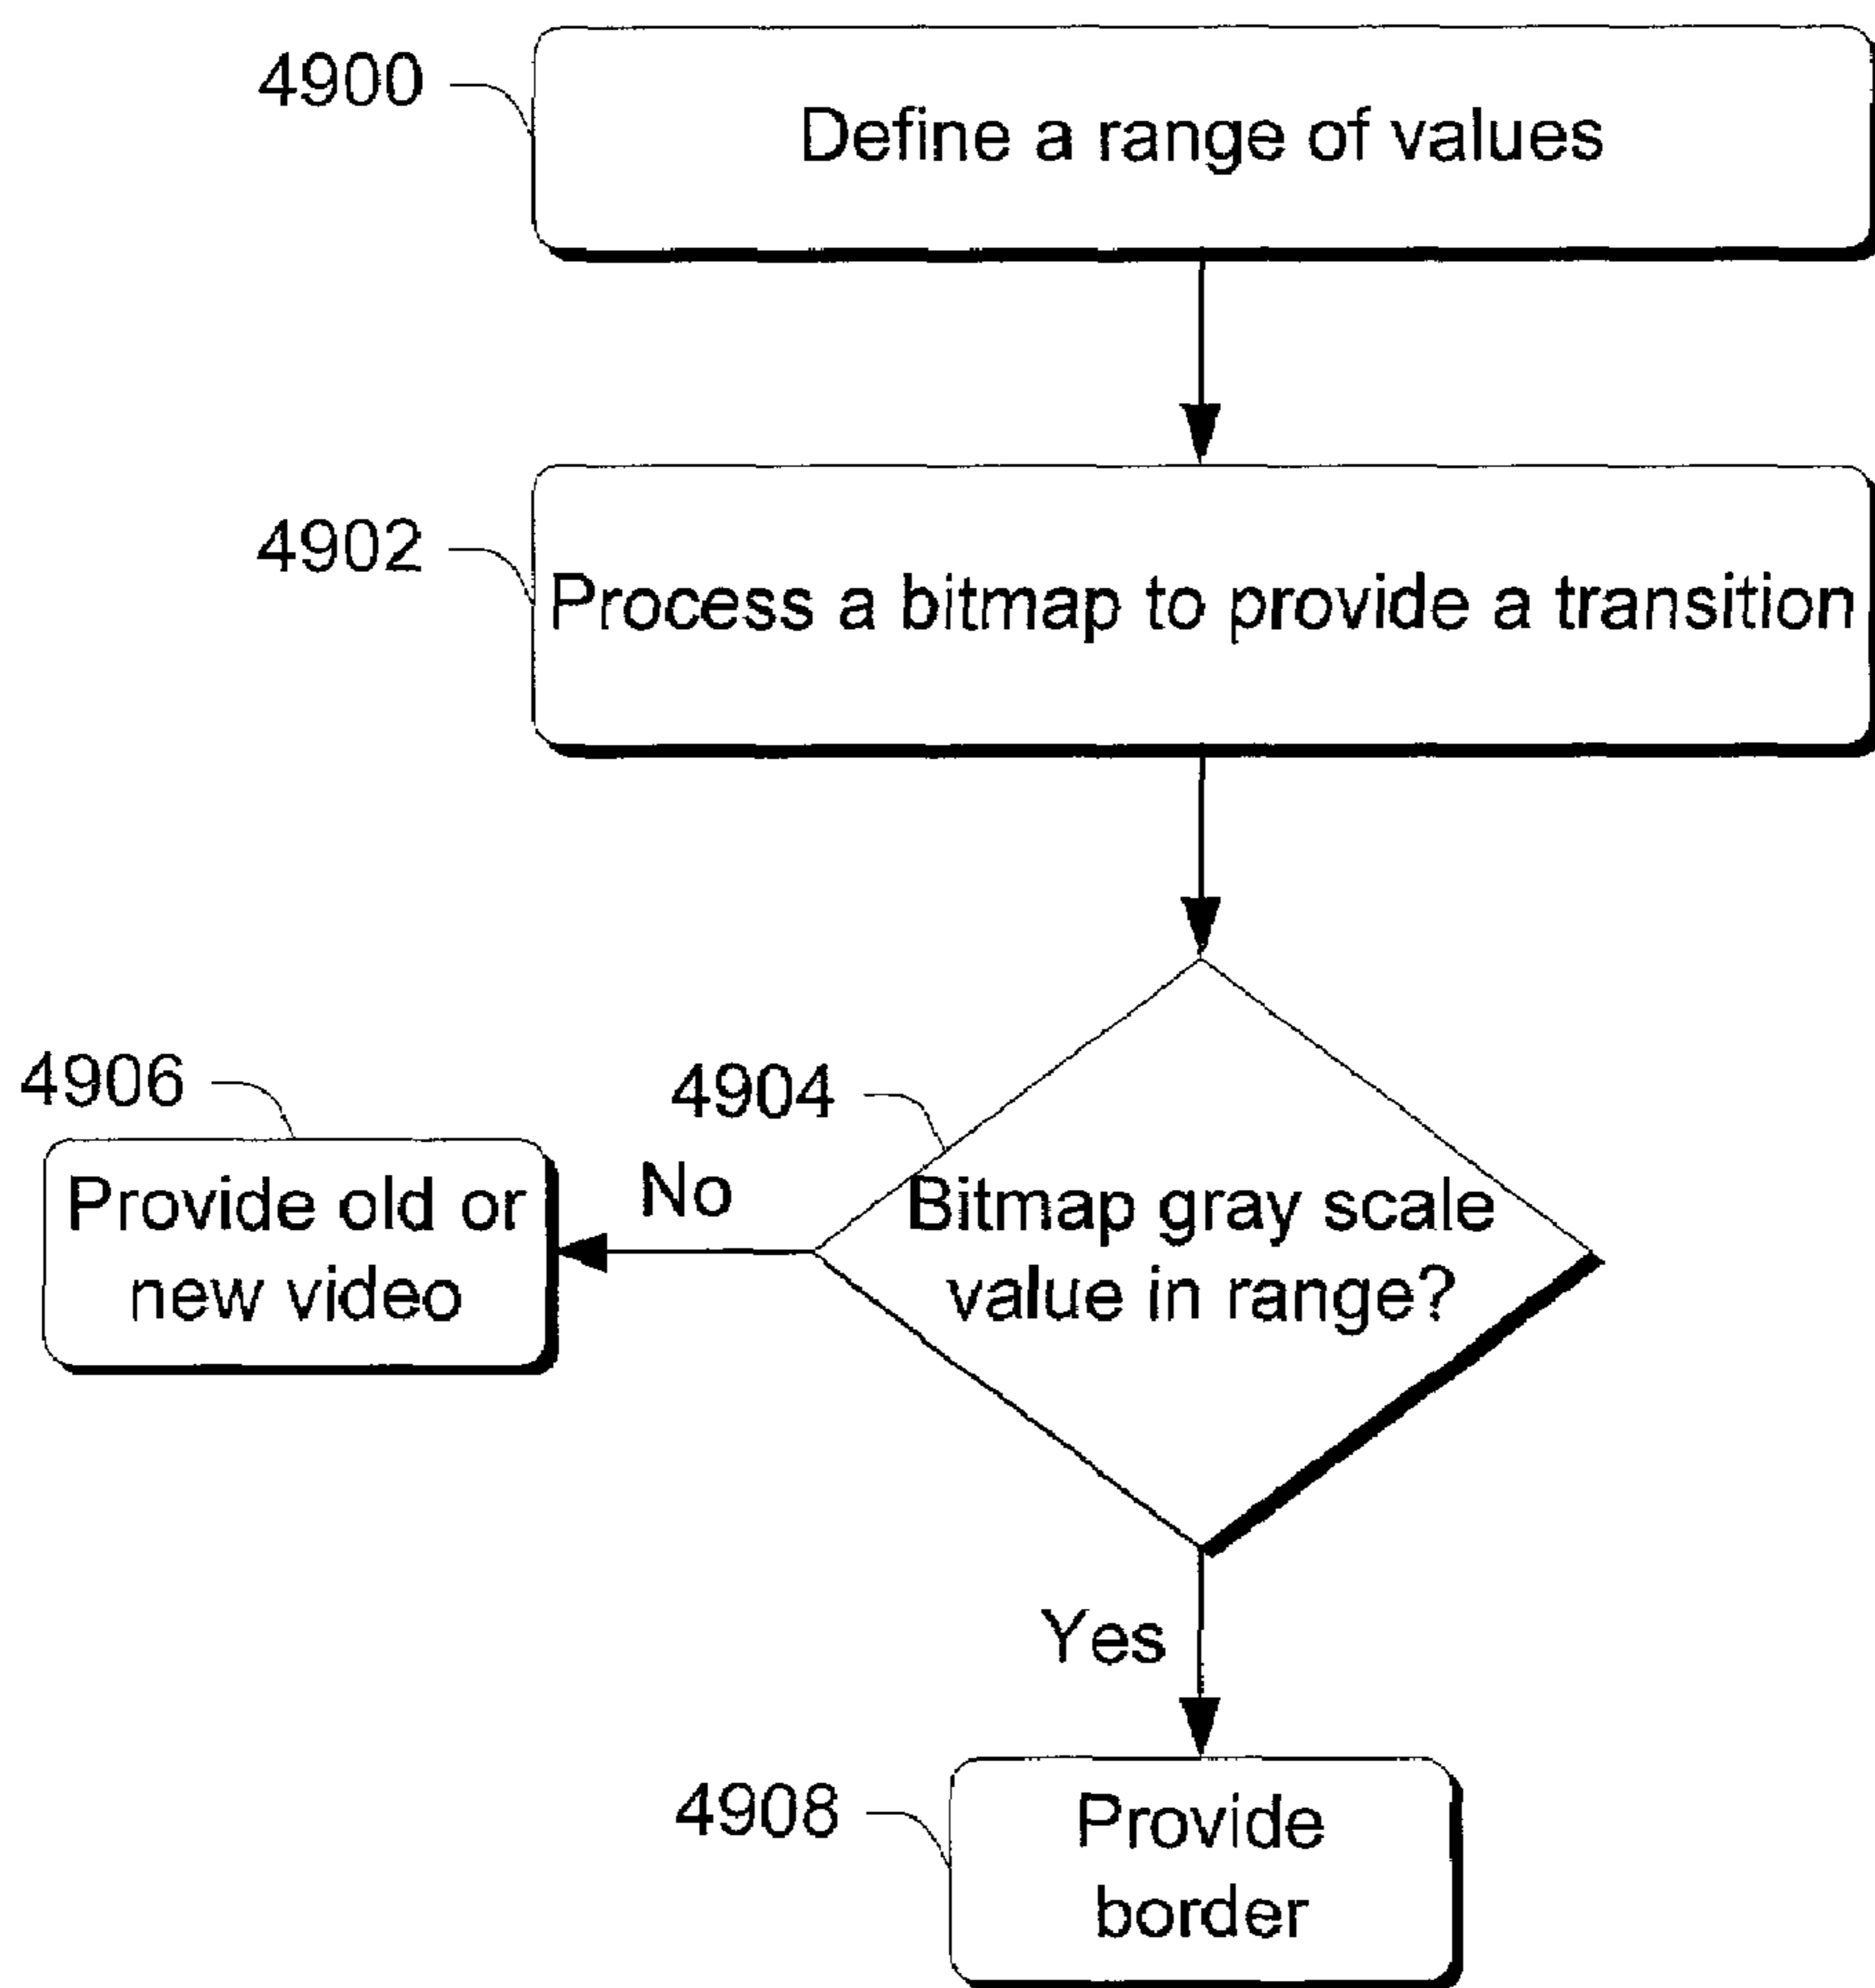 4900
Define a range of values
4902
Process a bitmap to provide a transition
4906
4904
Provide old or
new video
No
Bitmap gray scale
value in range?
Yes
4908
Provide
border